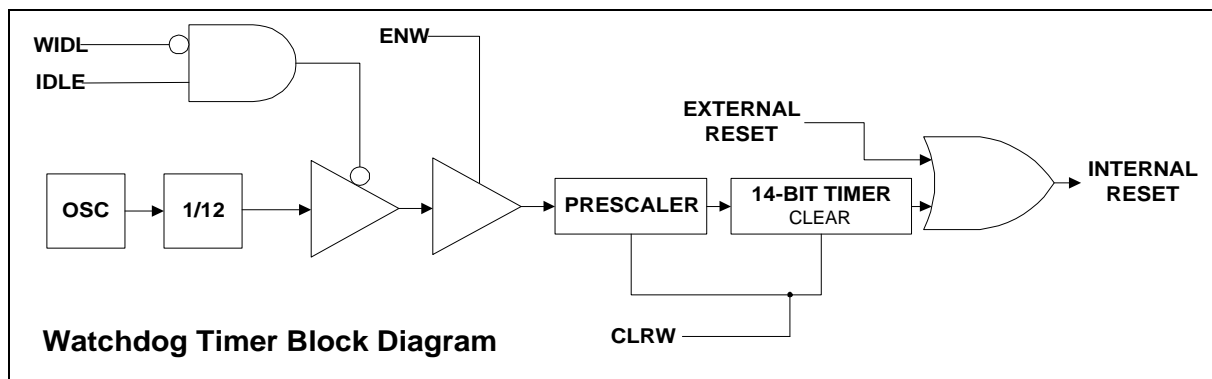 WIDL
IDLE
ENW
EXTERNAL
RESET
INTERNAL
RESET
OSC
1/12
PRESCALER
14-BIT TIMER
CLEAR
CLRW
Watchdog Timer Block Diagram